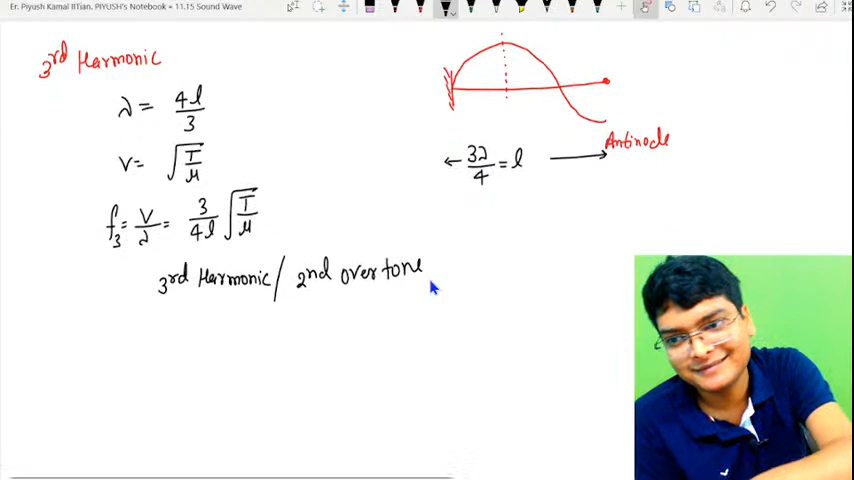 Er. Piyush Kamal IITian. PIYUSH's Notebook » 11.15 Sound Wave
3rd Harmonic
λ = 4l/3
v = √(T/μ)
f₃ = v/λ = 3/4l √(T/μ)
3rd Harmonic / 2nd overtone
Antinode
← 3λ/4 = l →